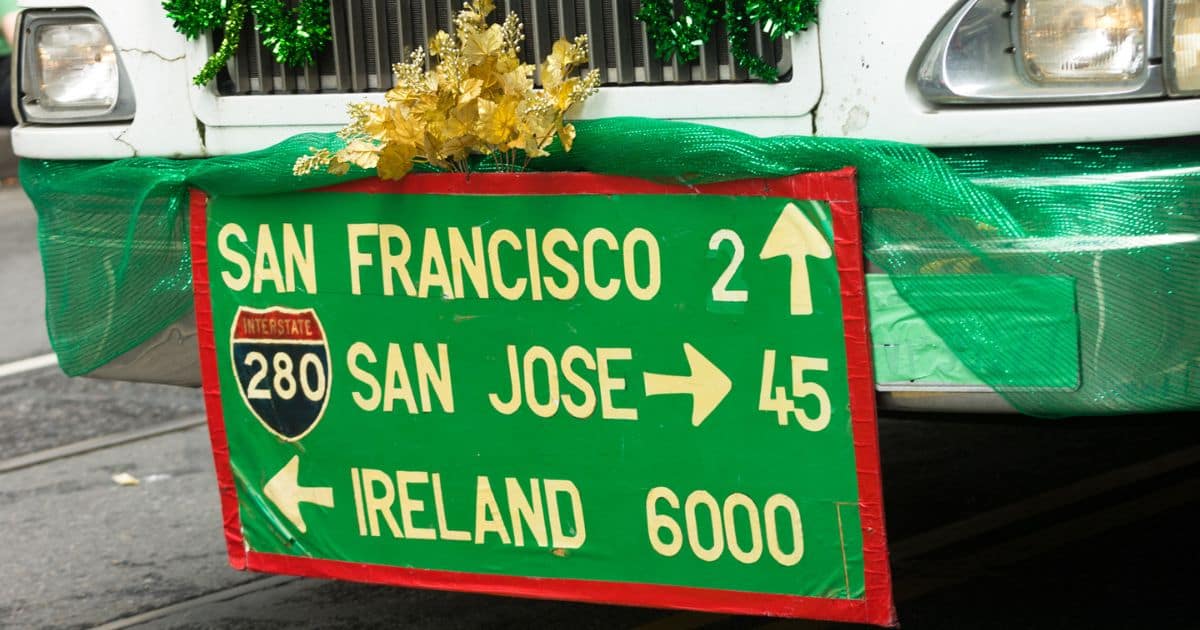 SAN FRANCISCO 2 ↑
INTERSTATE
280
SAN JOSE → 45
← IRELAND 6000